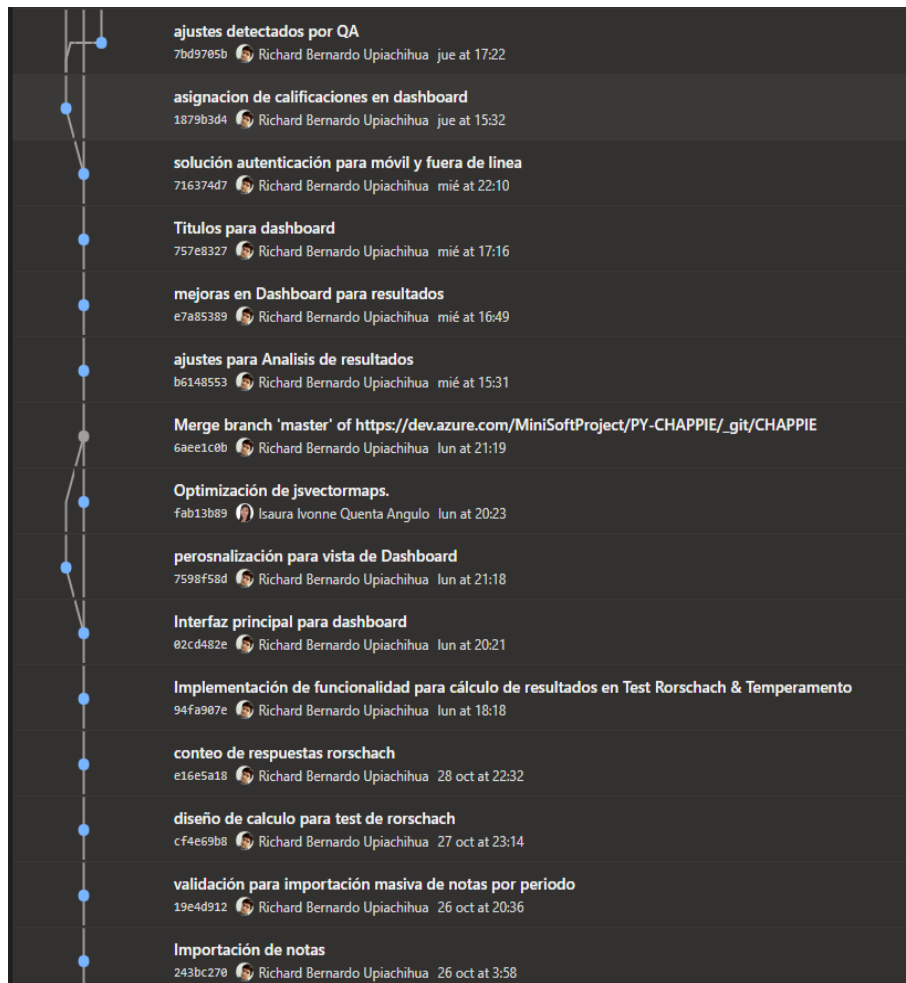 ajustes detectados por QA
7bd9705b Richard Bernardo Upiachihua jue at 17:22
asignacion de calificaciones en dashboard
1879b3d4 Richard Bernardo Upiachihua jue at 15:32
solución autenticación para móvil y fuera de linea
716374d7 Richard Bernardo Upiachihua mié at 22:10
Titulos para dashboard
757e8327 Richard Bernardo Upiachihua mié at 17:16
mejoras en Dashboard para resultados
e7a85389 Richard Bernardo Upiachihua mié at 16:49
ajustes para Analisis de resultados
b6148553 Richard Bernardo Upiachihua mié at 15:31
Merge branch 'master' of https://dev.azure.com/MiniSoftProject/PY-CHAPPIE/_git/CHAPPIE
6aee1c0b Richard Bernardo Upiachihua lun at 21:19
Optimización de jsvectormaps.
fab13b89 Isaura Ivonne Quenta Angulo lun at 20:23
perosnalización para vista de Dashboard
7598f58d Richard Bernardo Upiachihua lun at 21:18
Interfaz principal para dashboard
02cd482e Richard Bernardo Upiachihua lun at 20:21
Implementación de funcionalidad para cálculo de resultados en Test Rorschach & Temperamento
94fa907e Richard Bernardo Upiachihua lun at 18:18
conteo de respuestas rorschach
e16e5a18 Richard Bernardo Upiachihua 28 oct at 22:32
diseño de calculo para test de rorschach
cf4e69b8 Richard Bernardo Upiachihua 27 oct at 23:14
validación para importación masiva de notas por periodo
19e4d912 Richard Bernardo Upiachihua 26 oct at 20:36
Importación de notas
243bc270 Richard Bernardo Upiachihua 26 oct at 3:58